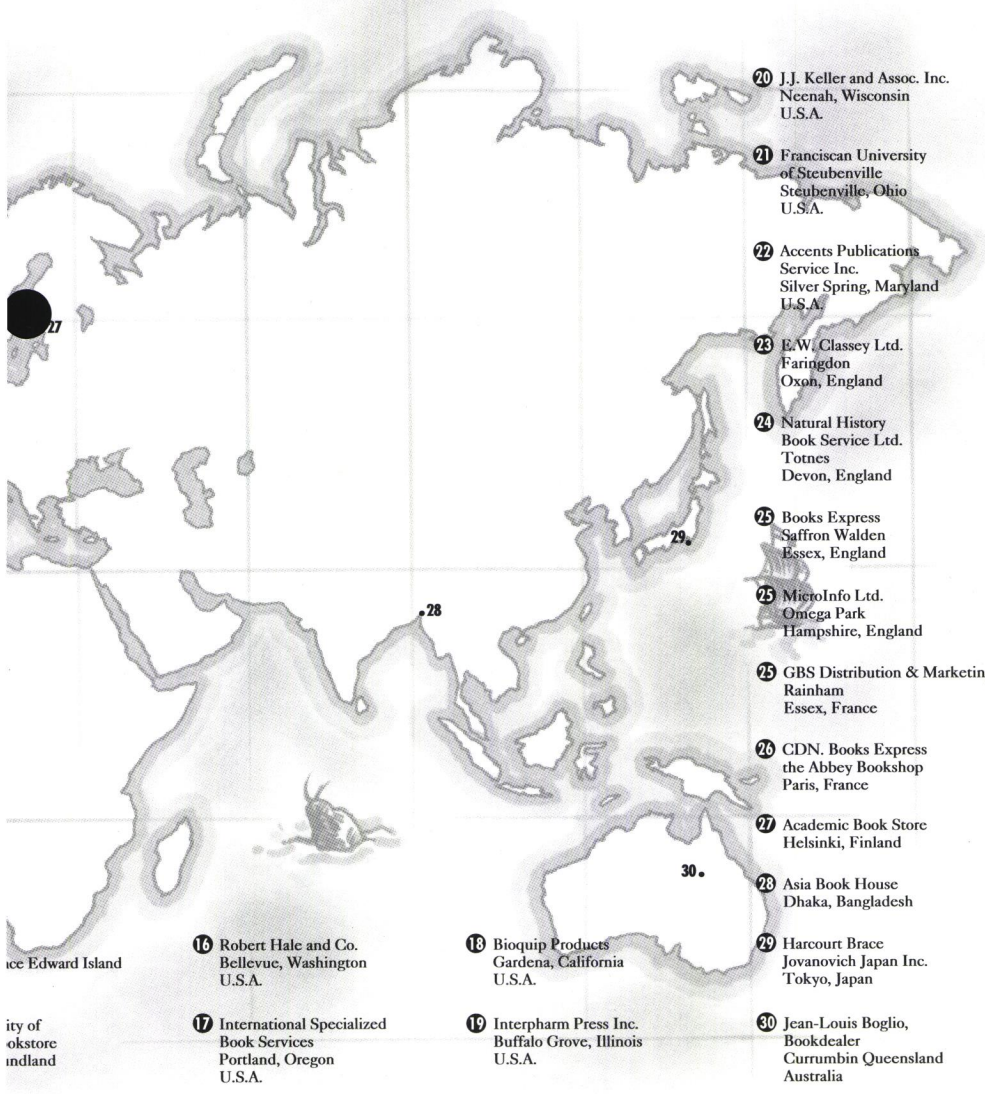 20 J.J. Keller and Assoc. Inc.
Neenah, Wisconsin
U.S.A.
21 Franciscan University
of Steubenville
Steubenville, Ohio
U.S.A.
22 Accents Publications
Service Inc.
Silver Spring, Maryland
U.S.A.
23 E.W. Classey Ltd.
Faringdon
Oxon, England
24 Natural History
Book Service Ltd.
Totnes
Devon, England
25 Books Express
Saffron Walden
Essex, England
25 MicroInfo Ltd.
Omega Park
Hampshire, England
25 GBS Distribution & Marketin
Rainham
Essex, France
26 CDN. Books Express
the Abbey Bookshop
Paris, France
27 Academic Book Store
Helsinki, Finland
28 Asia Book House
Dhaka, Bangladesh
29 Harcourt Brace
Jovanovich Japan Inc.
Tokyo, Japan
30 Jean-Louis Boglio,
Bookdealer
Currumbin Queensland
Australia
27
29
28
30
nce Edward Island
ity of
ookstore
undland
16 Robert Hale and Co.
Bellevue, Washington
U.S.A.
17 International Specialized
Book Services
Portland, Oregon
U.S.A.
18 Bioquip Products
Gardena, California
U.S.A.
19 Interpharm Press Inc.
Buffalo Grove, Illinois
U.S.A.